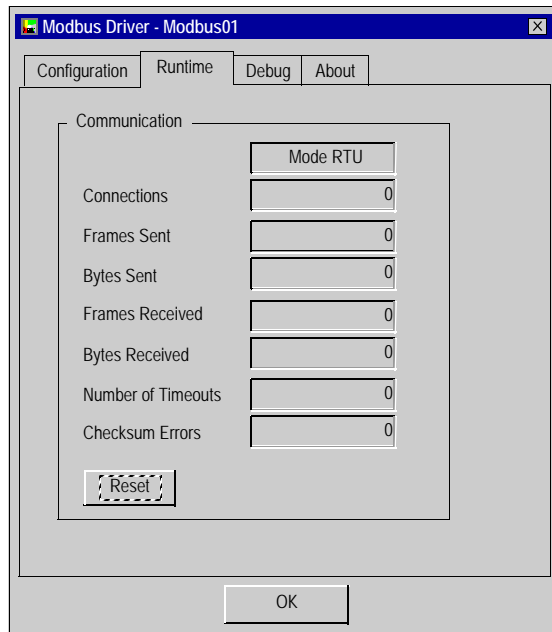 Modbus Driver - Modbus01
Configuration Runtime Debug About
Communication
Mode RTU
Connections 0
Frames Sent 0
Bytes Sent 0
Frames Received 0
Bytes Received 0
Number of Timeouts 0
Checksum Errors 0
Reset
OK